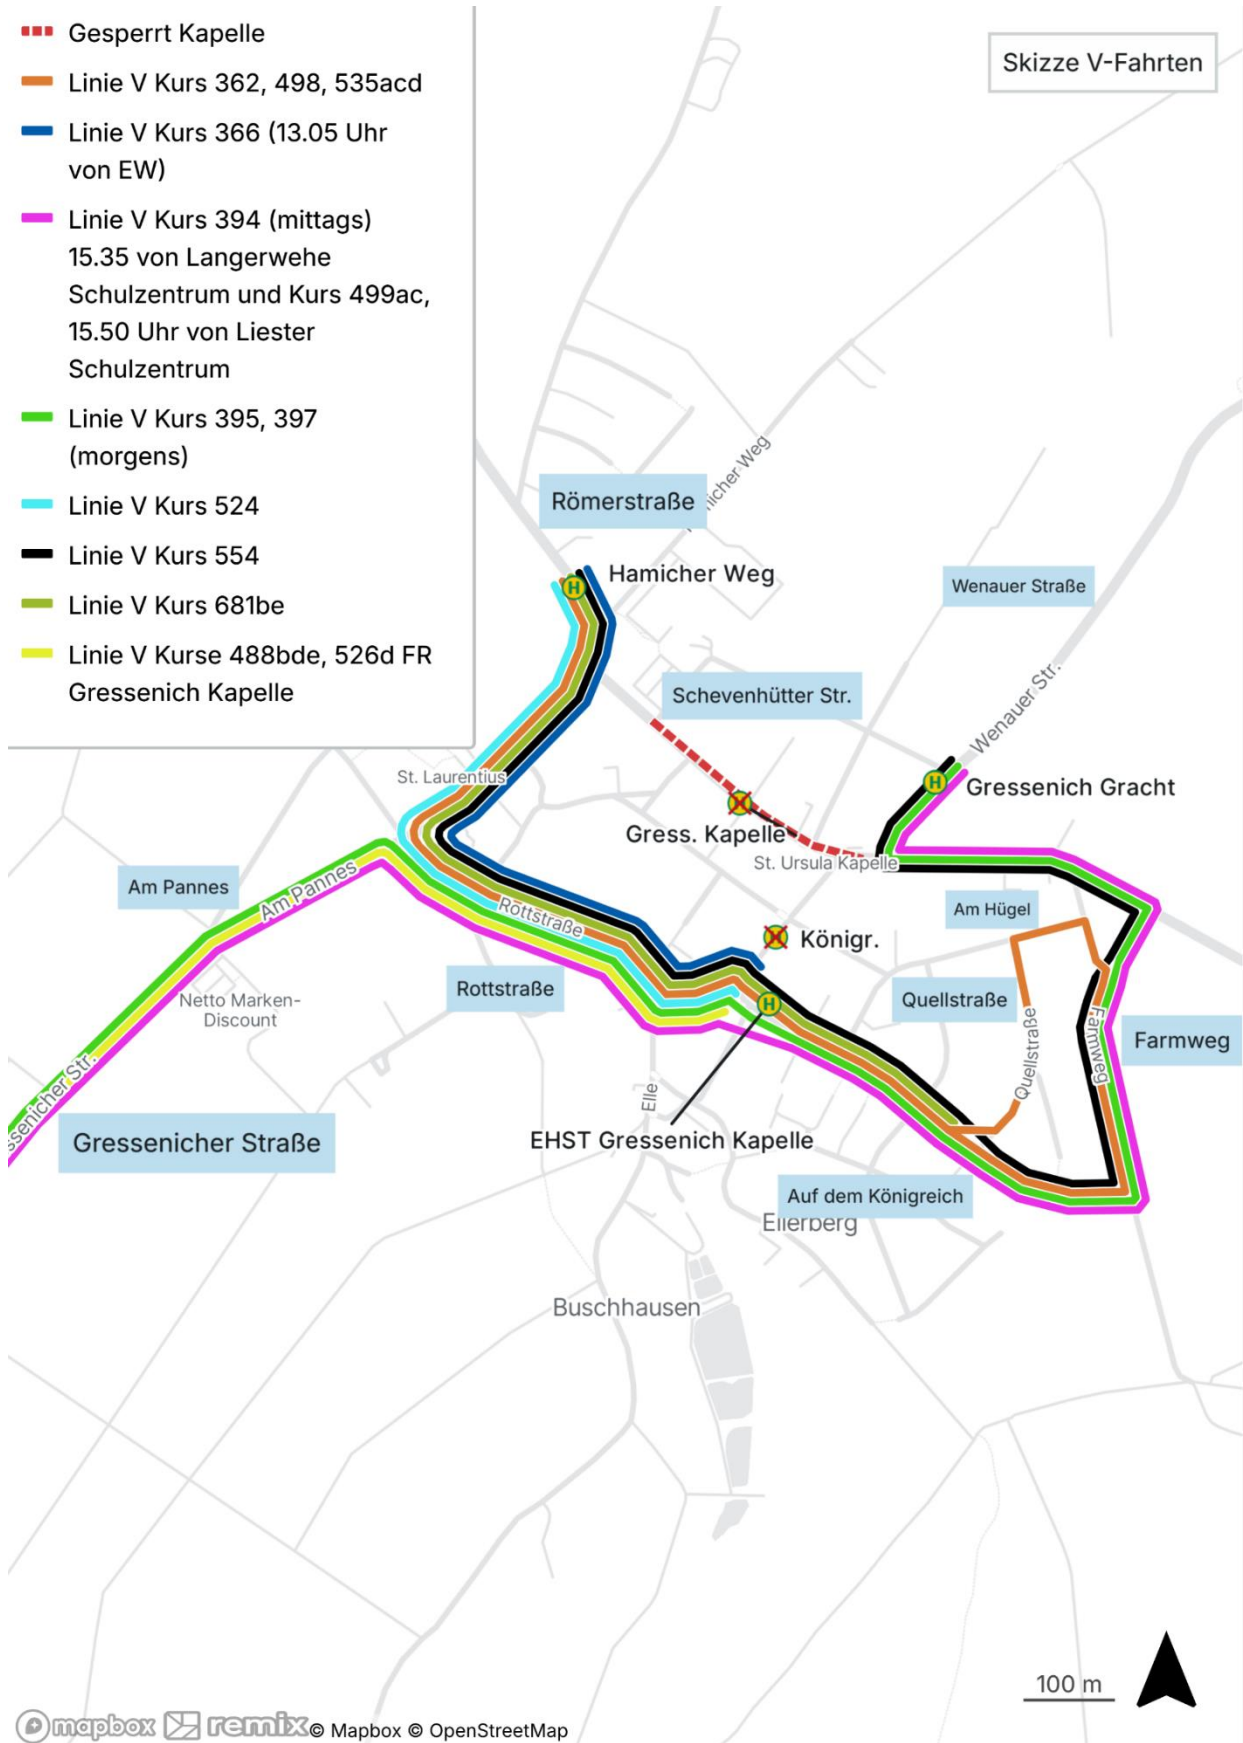 Gesperrt Kapelle
Linie V Kurs 362, 498, 535acd
Linie V Kurs 366 (13.05 Uhr
von EW)
Linie V Kurs 394 (mittags)
15.35 von Langerwehe
Schulzentrum und Kurs 499ac,
15.50 Uhr von Liester
Schulzentrum
Linie V Kurs 395, 397
(morgens)
Linie V Kurs 524
Linie V Kurs 554
Linie V Kurs 681be
Linie V Kurse 488bde, 526d FR
Gressenich Kapelle
Skizze V-Fahrten
Römerstraße
Weg
H
Hamicher Weg
Wenauer Straße
Schevenhütter Str.
Wenauer Str.
St. Laurentius
H
Gressenich Gracht
Gress. Kapelle
St. Ursula Kapelle
Am Pannes
Am Pannes
Am Hügel
Rottstraße
Königr.
Rottstraße
Netto Marken-
Discount
H
Quellstraße
Quellstraße
Farmweg
Farmweg
Str.
Elle
Gressenicher Straße
EHST Gressenich Kapelle
Auf dem Königreich
Ellerberg
Buschhausen
100 m
mapbox remix © Mapbox © OpenStreetMap